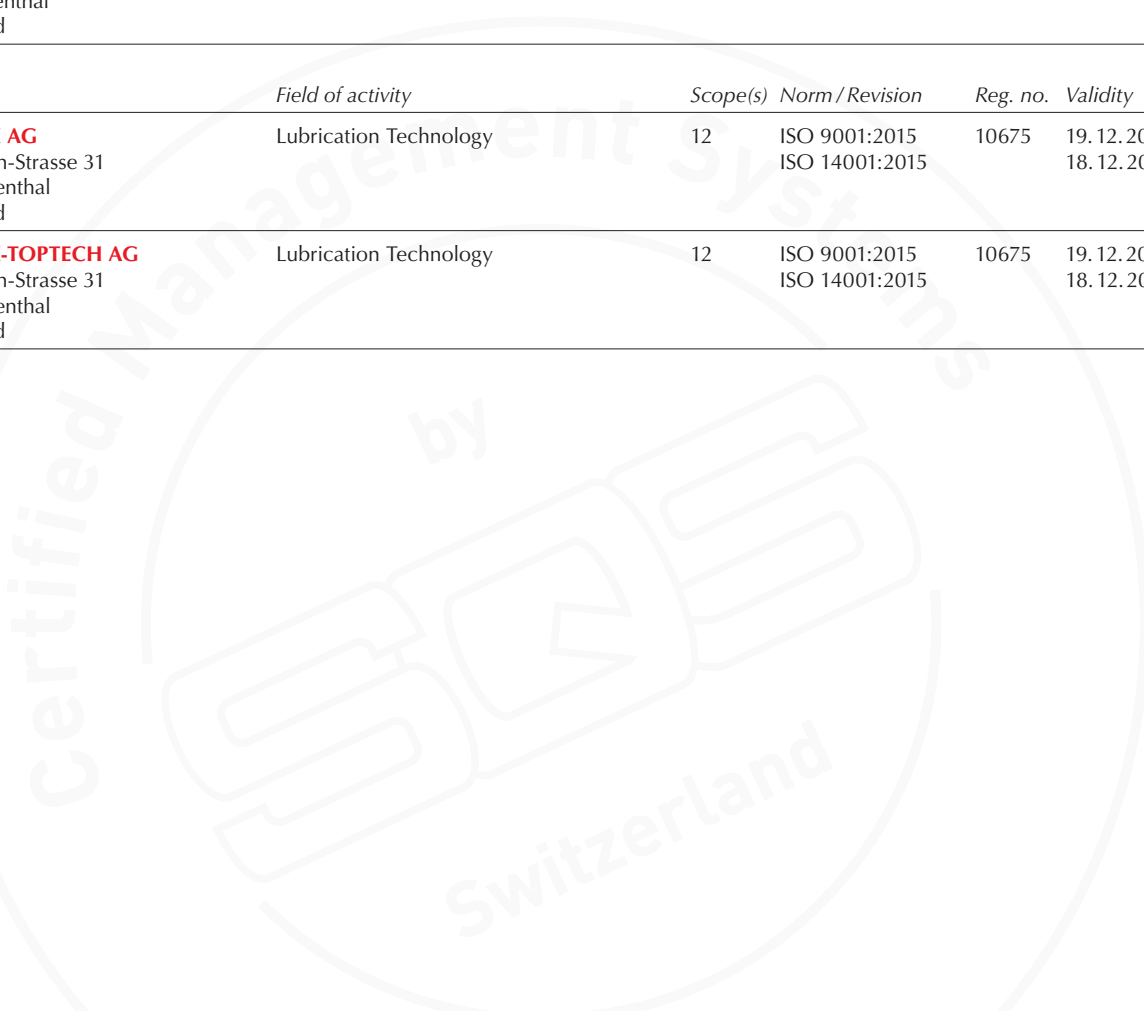 enthal
d
Field of activity Scope(s) Norm / Revision Reg. no. Validity
AG Lubrication Technology 12 ISO 9001:2015 10675 19. 12. 20
n-Strasse 31 ISO 14001:2015 18. 12. 20
enthal
d
-TOPTECH AG Lubrication Technology 12 ISO 9001:2015 10675 19. 12. 20
n-Strasse 31 ISO 14001:2015 18. 12. 20
enthal
d
Certified Management Systems
by
SQS
Switzerland